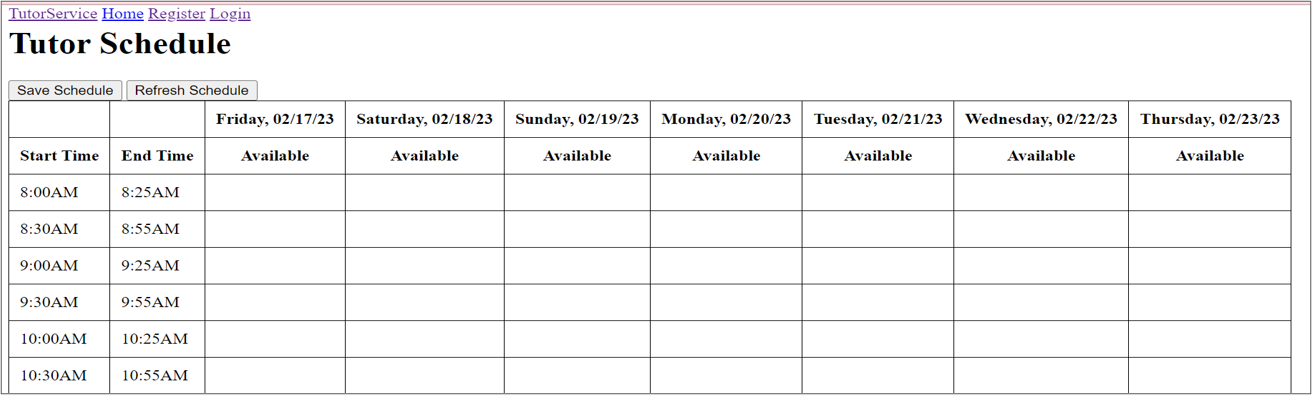 TutorService Home Register Login
Tutor Schedule
Save Schedule Refresh Schedule
Friday, 02/17/23 Saturday, 02/18/23 Sunday, 02/19/23 Monday, 02/20/23 Tuesday, 02/21/23 Wednesday, 02/22/23 Thursday, 02/23/23
Start Time End Time Available Available Available Available Available Available Available
8:00AM 8:25AM
8:30AM 8:55AM
9:00AM 9:25AM
9:30AM 9:55AM
10:00AM 10:25AM
10:30AM 10:55AM